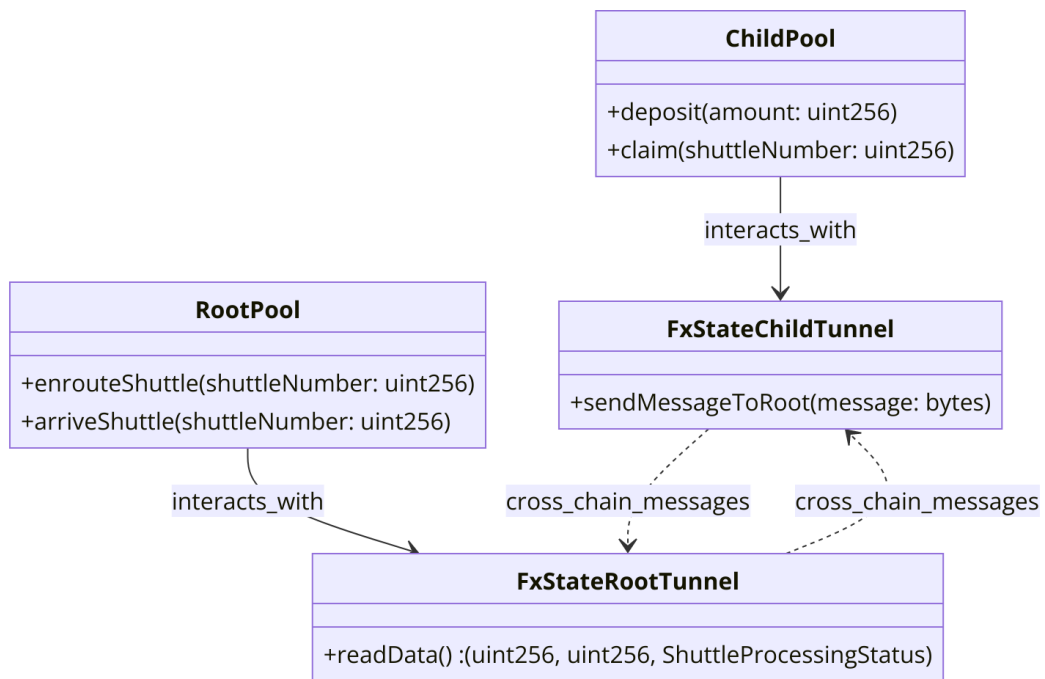 ChildPool
+deposit(amount: uint256)
+claim(shuttleNumber: uint256)
interacts_with
RootPool
+enrouteShuttle(shuttleNumber: uint256)
+arriveShuttle(shuttleNumber: uint256)
FxStateChildTunnel
+sendMessageToRoot(message: bytes)
interacts_with
cross_chain_messages
cross_chain_messages
FxStateRootTunnel
+readData() :(uint256, uint256, ShuttleProcessingStatus)